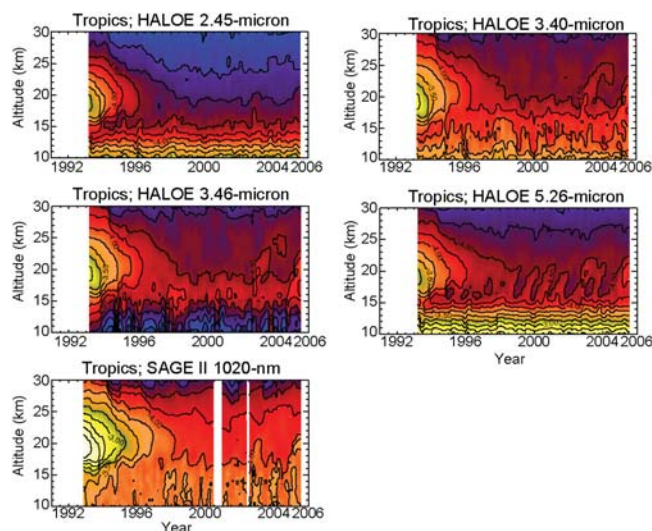 Tropics; HALOE 2.45-micron
30
25
20
15
10
Altitude (km)
1992 1996 2000 2004 2006
Tropics; HALOE 3.40-micron
30
25
20
15
10
Altitude (km)
1992 1996 2000 2004 2006
Tropics; HALOE 3.46-micron
30
25
20
15
10
Altitude (km)
1992 1996 2000 2004 2006
Tropics; HALOE 5.26-micron
30
25
20
15
10
Altitude (km)
1992 1996 2000 2004 2006
Year
Tropics; SAGE II 1020-nm
30
25
20
15
10
Altitude (km)
1992 1996 2000 2004 2006
Year